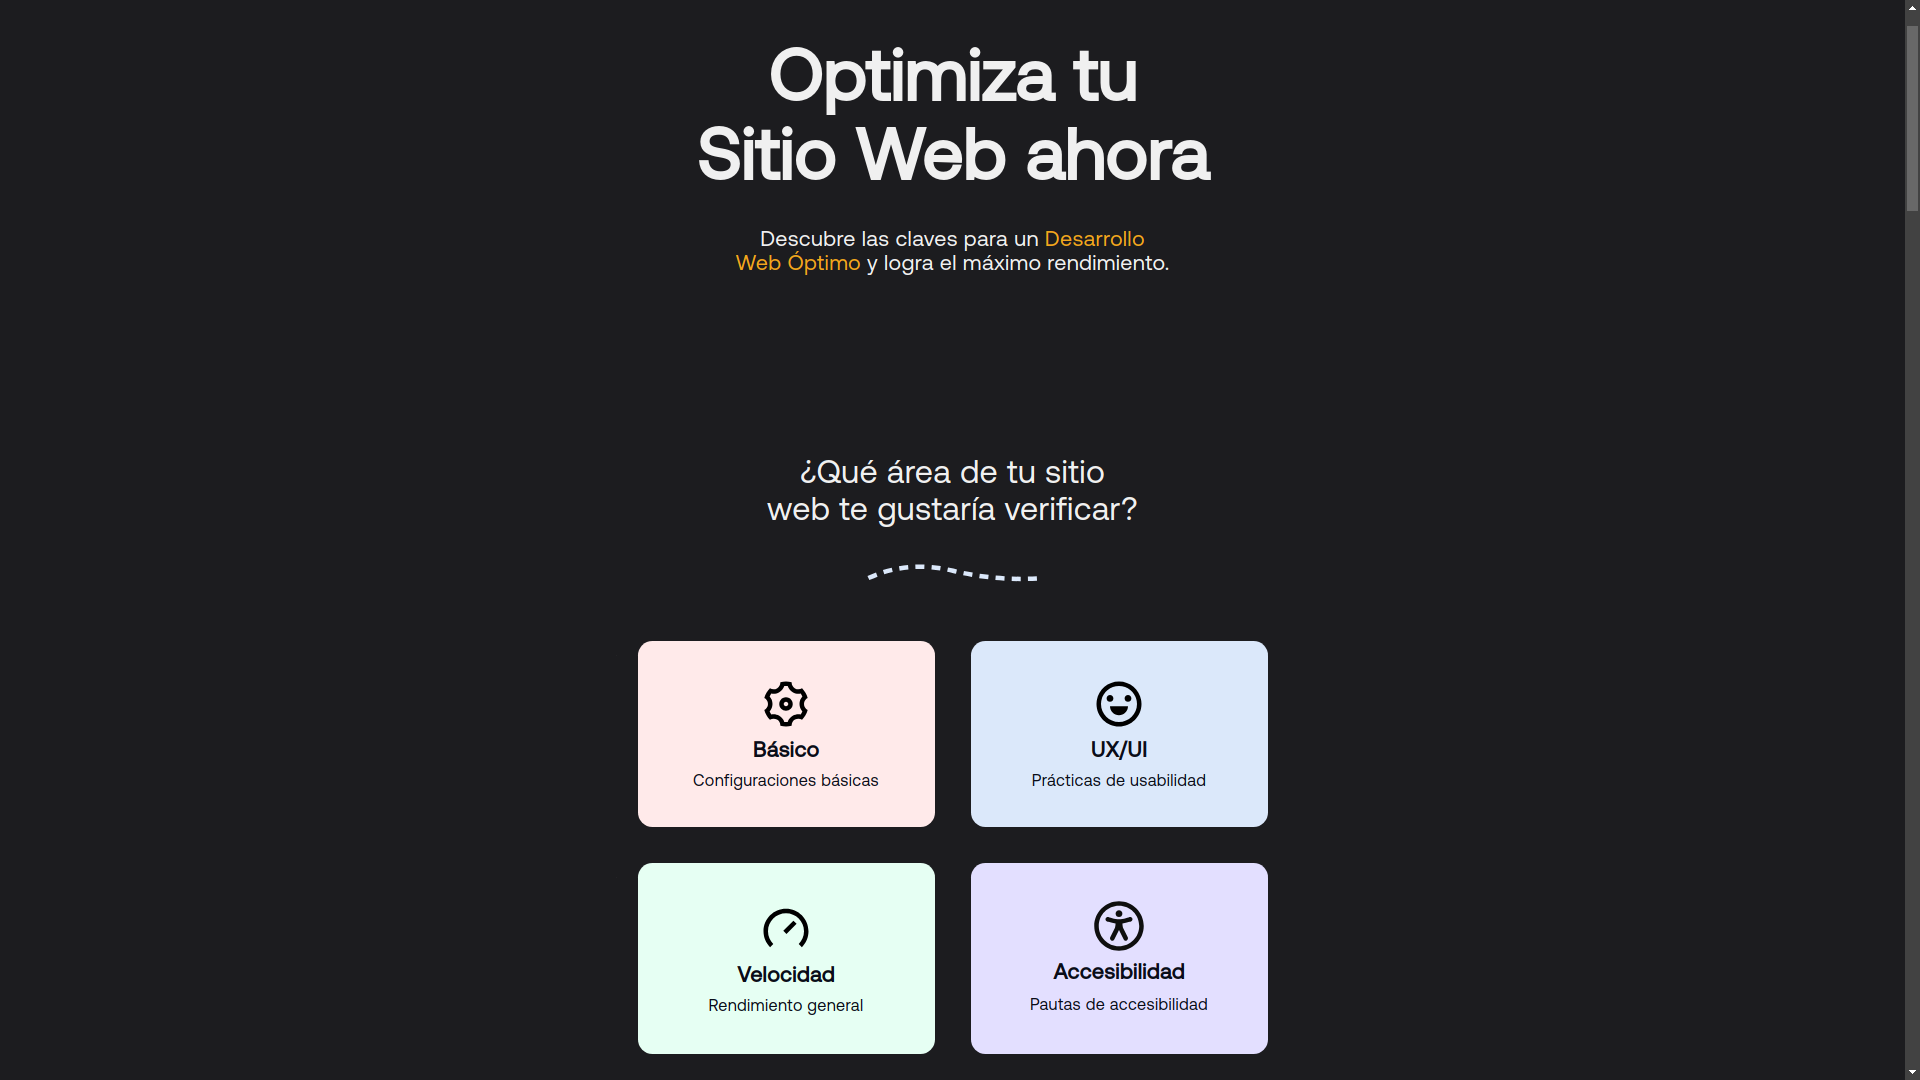 Optimiza tu
Sitio Web ahora
Descubre las claves para un Desarrollo
Web Óptimo y logra el máximo rendimiento.
¿Qué área de tu sitio
web te gustaría verificar?
Básico
Configuraciones básicas
UX/UI
Prácticas de usabilidad
Velocidad
Rendimiento general
Accesibilidad
Pautas de accesibilidad